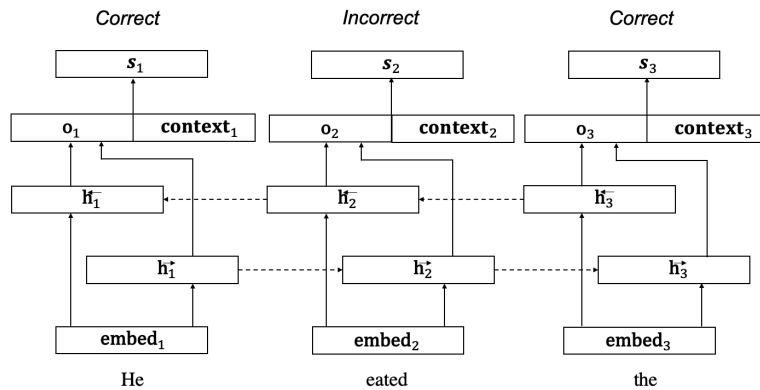 Correct Incorrect Correct
s₁ s₂ s₃
o₁ context₁ o₂ context₂ o₃ context₃
←h₁ ←h₂ ←h₃
→h₁ →h₂ →h₃
embed₁ embed₂ embed₃
He eated the